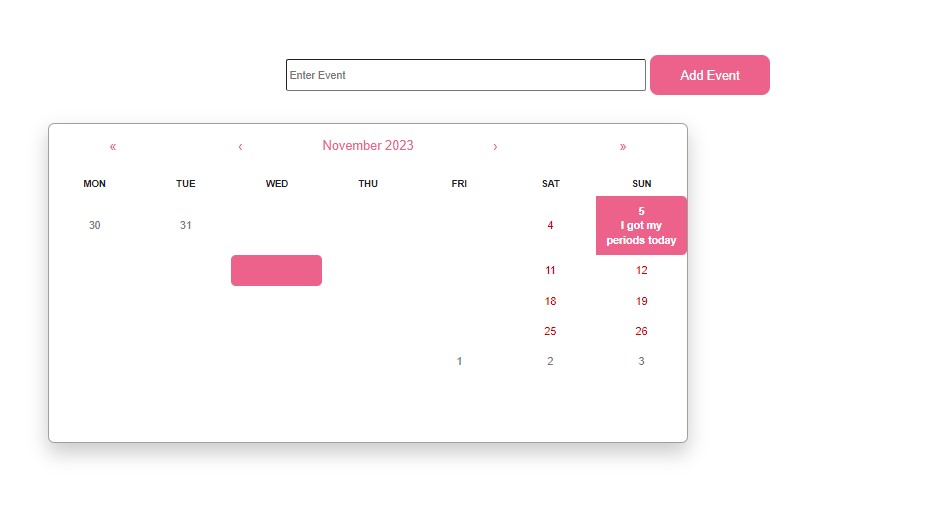 Enter Event Add Event
« ‹ November 2023 › »
MON TUE WED THU FRI SAT SUN
30 31 4 5
I got my
periods today
11 12
18 19
25 26
1 2 3